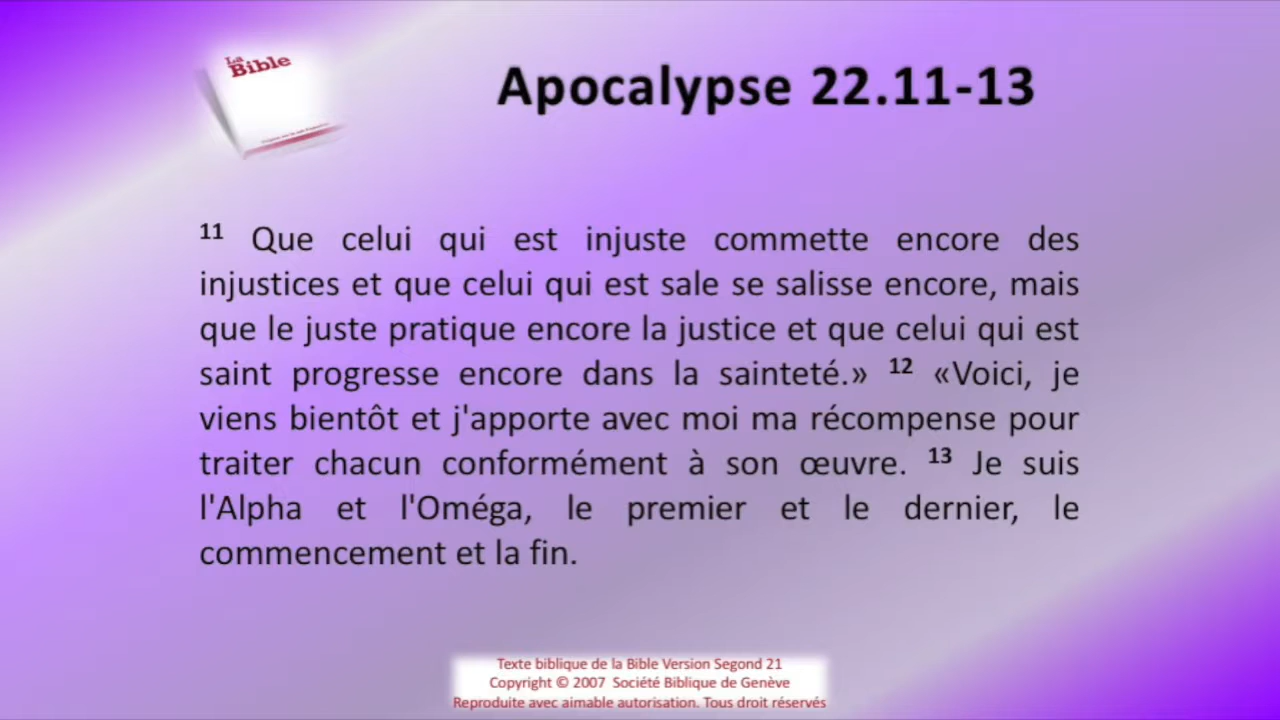 La
Bible
Apocalypse 22.11-13
11 Que celui qui est injuste commette encore des
injustices et que celui qui est sale se salisse encore, mais
que le juste pratique encore la justice et que celui qui est
saint progresse encore dans la sainteté.» 12 «Voici, je
viens bientôt et j'apporte avec moi ma récompense pour
traiter chacun conformément à son œuvre. 13 Je suis
l'Alpha et l'Oméga, le premier et le dernier, le
commencement et la fin.
Texte biblique de la Bible Version Segond 21
Copyright © 2007 Société Biblique de Genève
Reproduite avec aimable autorisation. Tous droit réservés